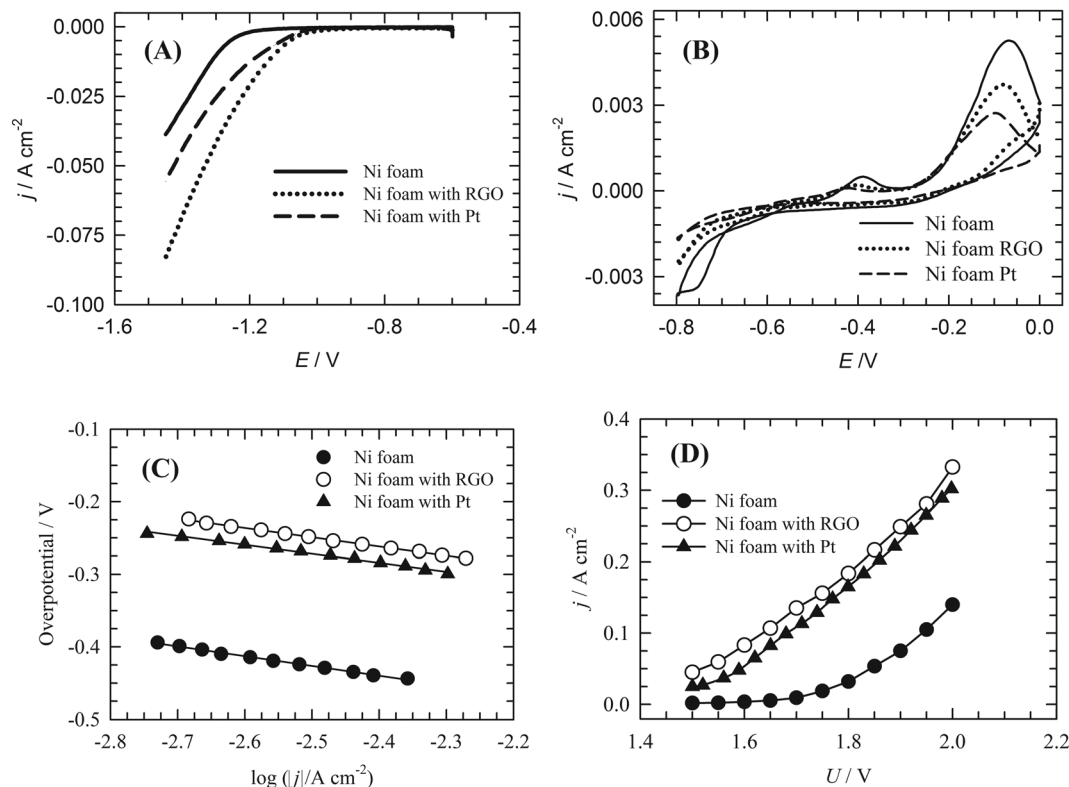 (A)
0.000
-0.025
-0.050
-0.075
-0.100
j / A cm-2
Ni foam
Ni foam with RGO
Ni foam with Pt
-1.6 -1.4 -1.2 -1.0 -0.8 -0.6 -0.4
E / V
(B)
0.006
0.003
0.000
-0.003
j / A cm-2
Ni foam
Ni foam RGO
Ni foam Pt
-0.8 -0.6 -0.4 -0.2 0.0
E /V
(C)
-0.1
-0.2
-0.3
-0.4
-0.5
Overpotential / V
Ni foam
Ni foam with RGO
Ni foam with Pt
-2.8 -2.7 -2.6 -2.5 -2.4 -2.3 -2.2
log (|j|/A cm-2)
(D)
0.4
0.3
0.2
0.1
0.0
j / A cm-2
Ni foam
Ni foam with RGO
Ni foam with Pt
1.4 1.6 1.8 2.0 2.2
U / V